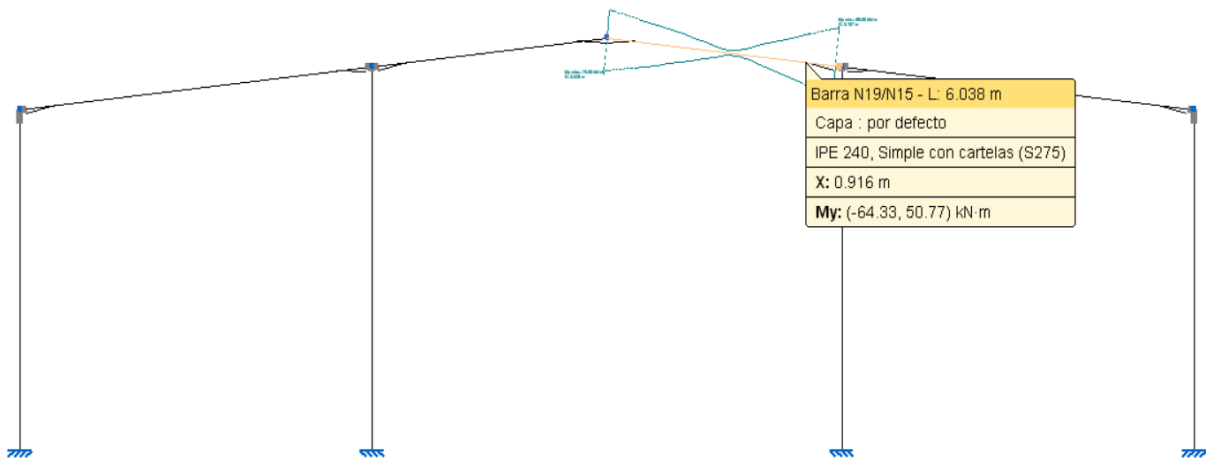 Barra N19/N15 - L: 6.038 m
Capa : por defecto
IPE 240, Simple con cartelas (S275)
X: 0.916 m
My: (-64.33, 50.77) kN·m